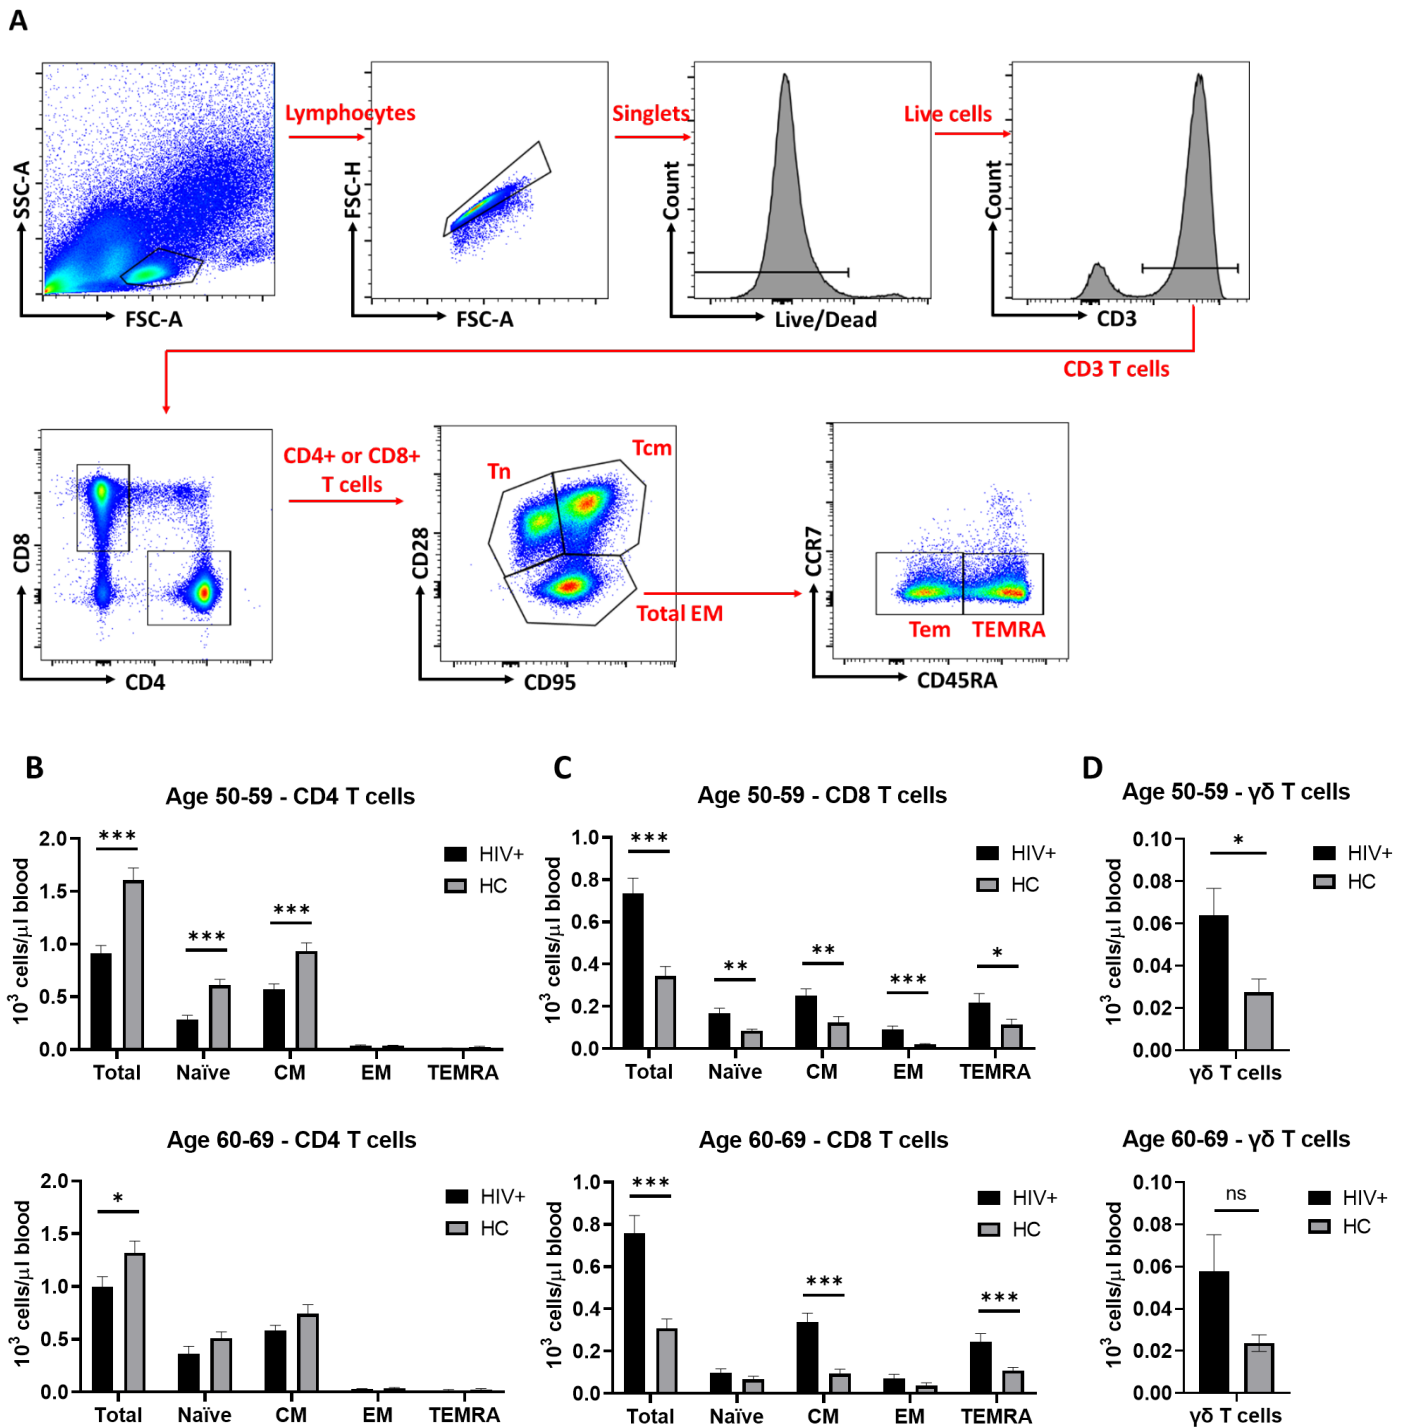 A
SSC-A
FSC-A
Lymphocytes
FSC-H
FSC-A
Singlets
Count
Live/Dead
Live cells
Count
CD3
CD3 T cells
CD8
CD4
CD4+ or CD8+
T cells
Tn
Tcm
CD28
CD95
Total EM
CCR7
Tem
TEMRA
CD45RA
B
Age 50-59 - CD4 T cells
10³ cells/μl blood
2.0
1.5
1.0
0.5
0.0
***
***
***
HIV+
HC
Total
Naïve
CM
EM
TEMRA
Age 60-69 - CD4 T cells
10³ cells/μl blood
2.0
1.5
1.0
0.5
0.0
*
HIV+
HC
Total
Naïve
CM
EM
TEMRA
C
Age 50-59 - CD8 T cells
10³ cells/μl blood
1.0
0.8
0.6
0.4
0.2
0.0
***
**
**
***
*
HIV+
HC
Total
Naïve
CM
EM
TEMRA
Age 60-69 - CD8 T cells
10³ cells/μl blood
1.0
0.8
0.6
0.4
0.2
0.0
***
***
***
HIV+
HC
Total
Naïve
CM
EM
TEMRA
D
Age 50-59 - γδ T cells
10³ cells/μl blood
0.10
0.08
0.06
0.04
0.02
0.00
*
HIV+
HC
γδ T cells
Age 60-69 - γδ T cells
10³ cells/μl blood
0.10
0.08
0.06
0.04
0.02
0.00
ns
HIV+
HC
γδ T cells